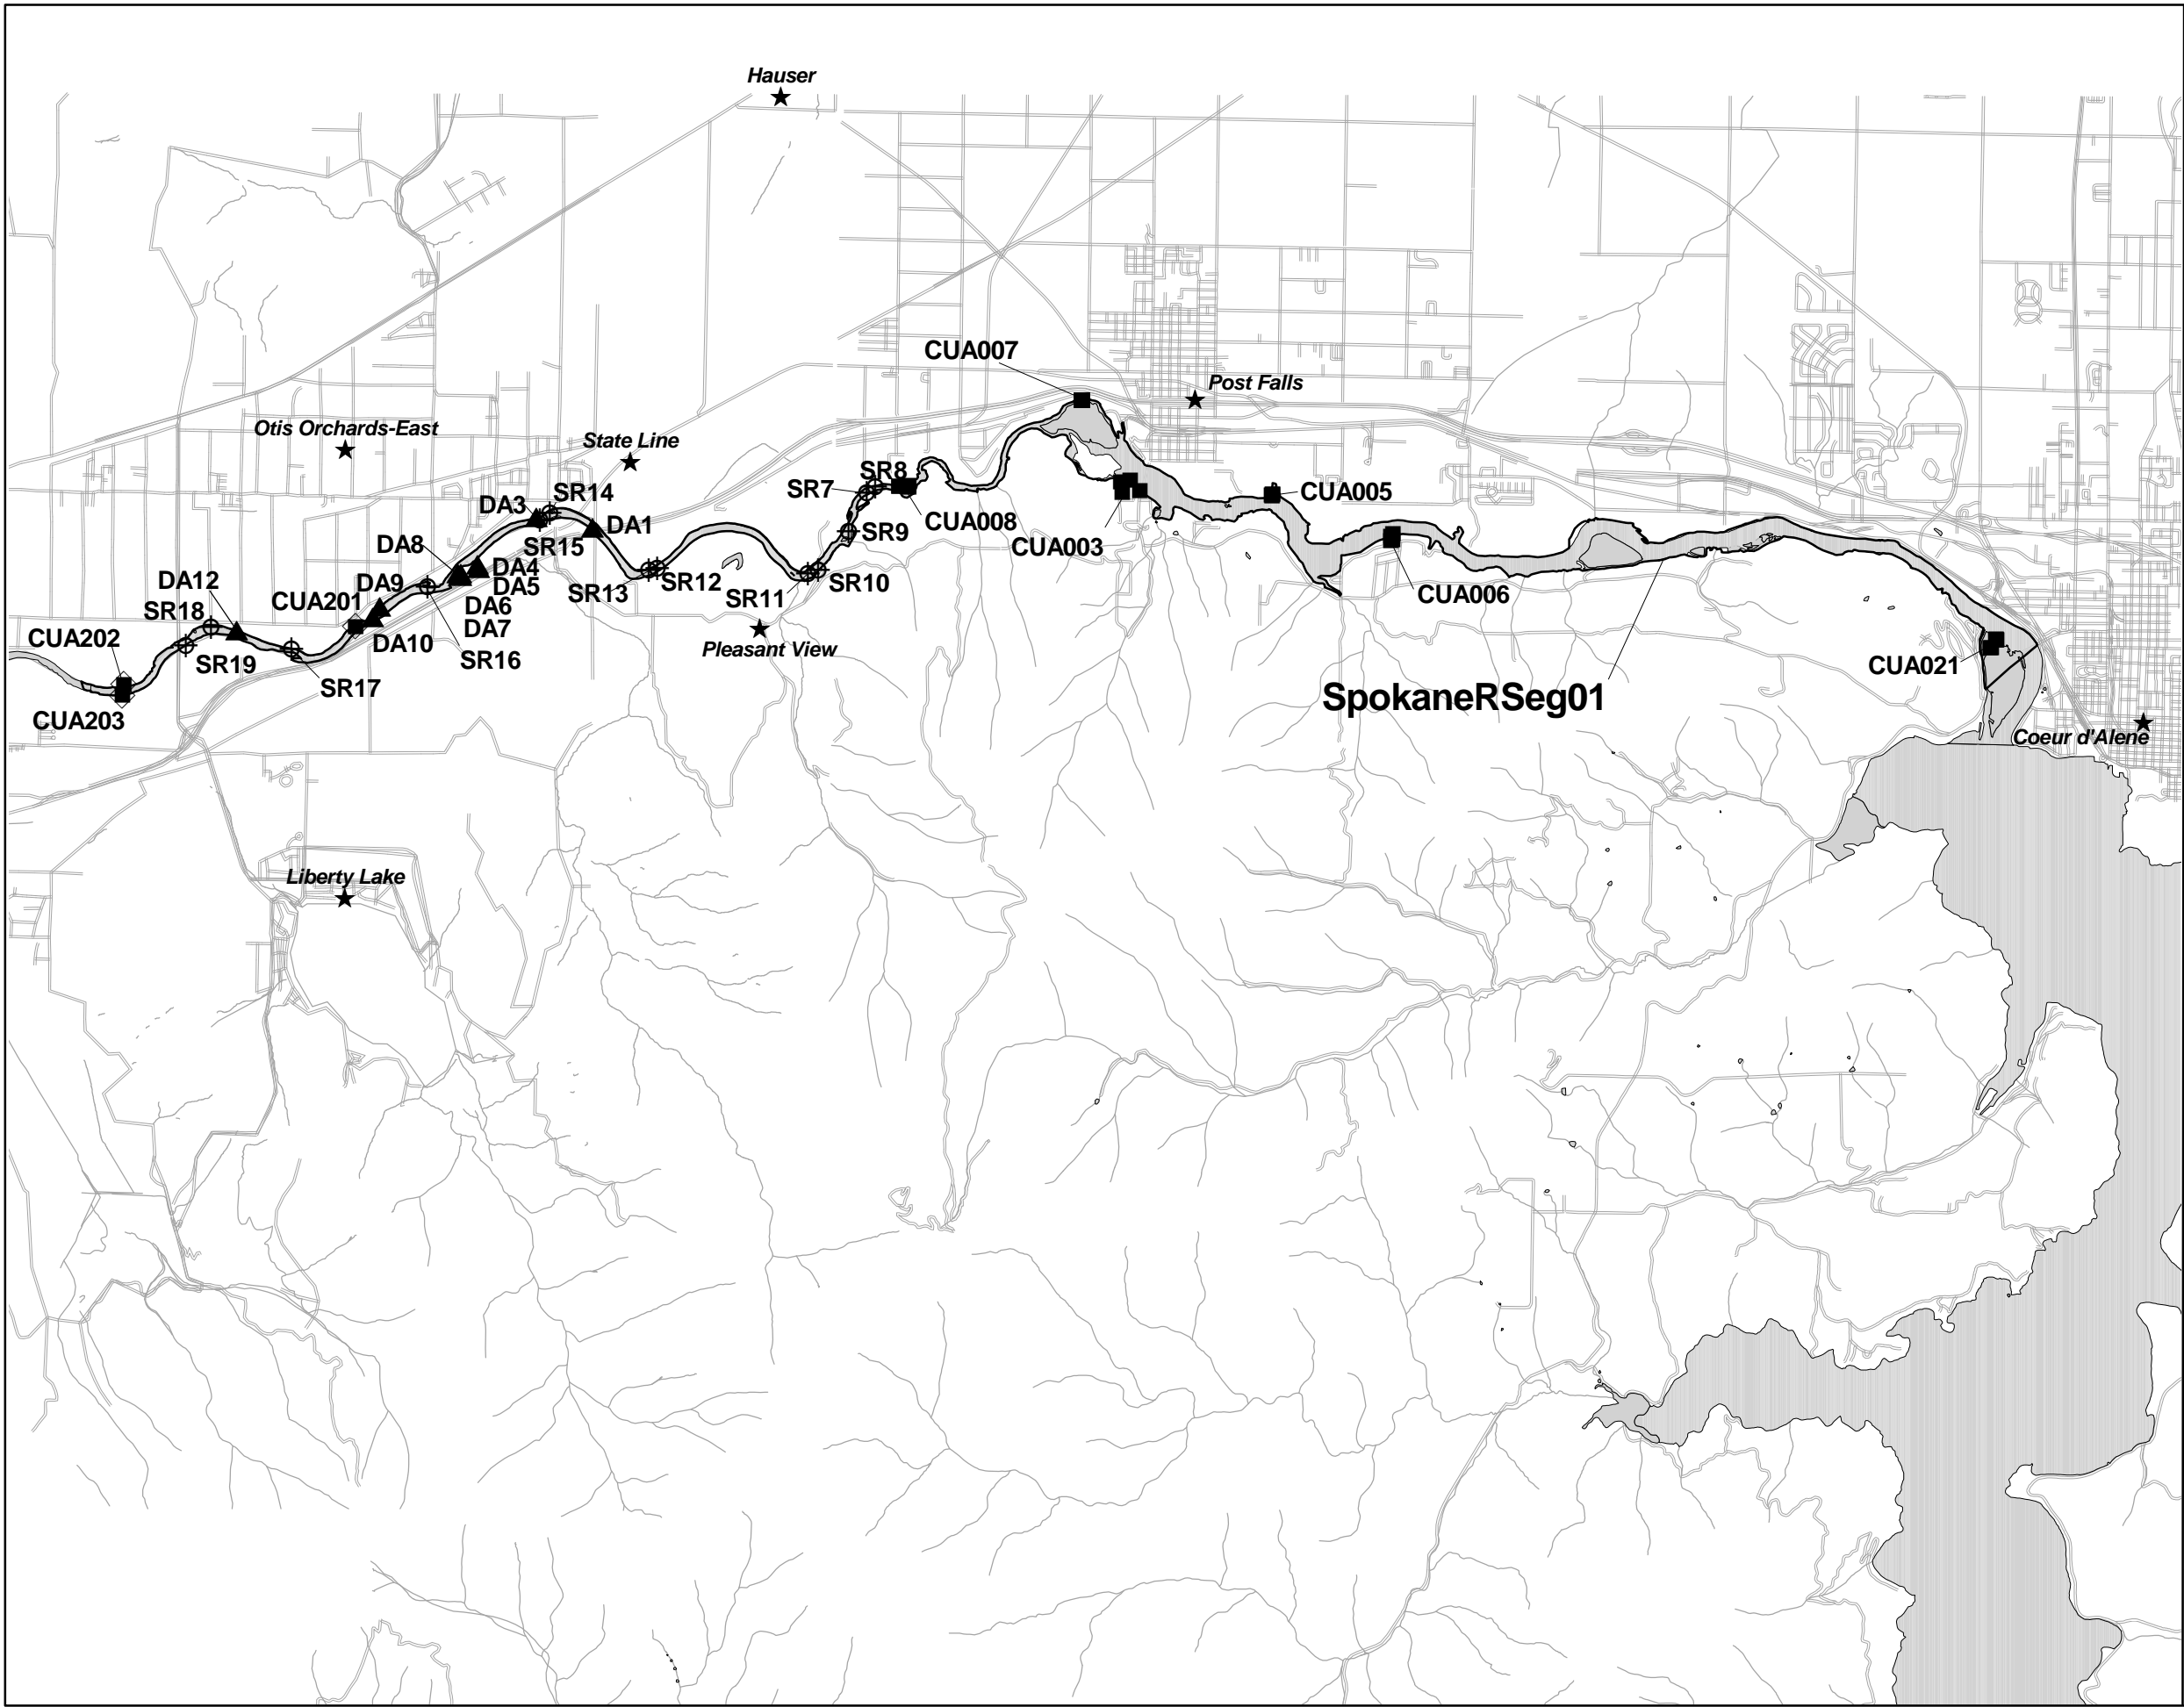 Hauser
CUA007
Post Falls
Otis Orchards-East
State Line
SR8
SR7
SR14
DA3
CUA005
CUA008
DA1
SR9
SR15
CUA003
DA8
DA4
DA5
DA12
DA9
SR13
SR12
SR10
SR11
CUA006
CUA201
DA6
SR18
DA7
CUA202
DA10
Pleasant View
SR19
SR16
CUA021
SR17
SpokaneRSeg01
CUA203
Coeur d'Alene
Liberty Lake